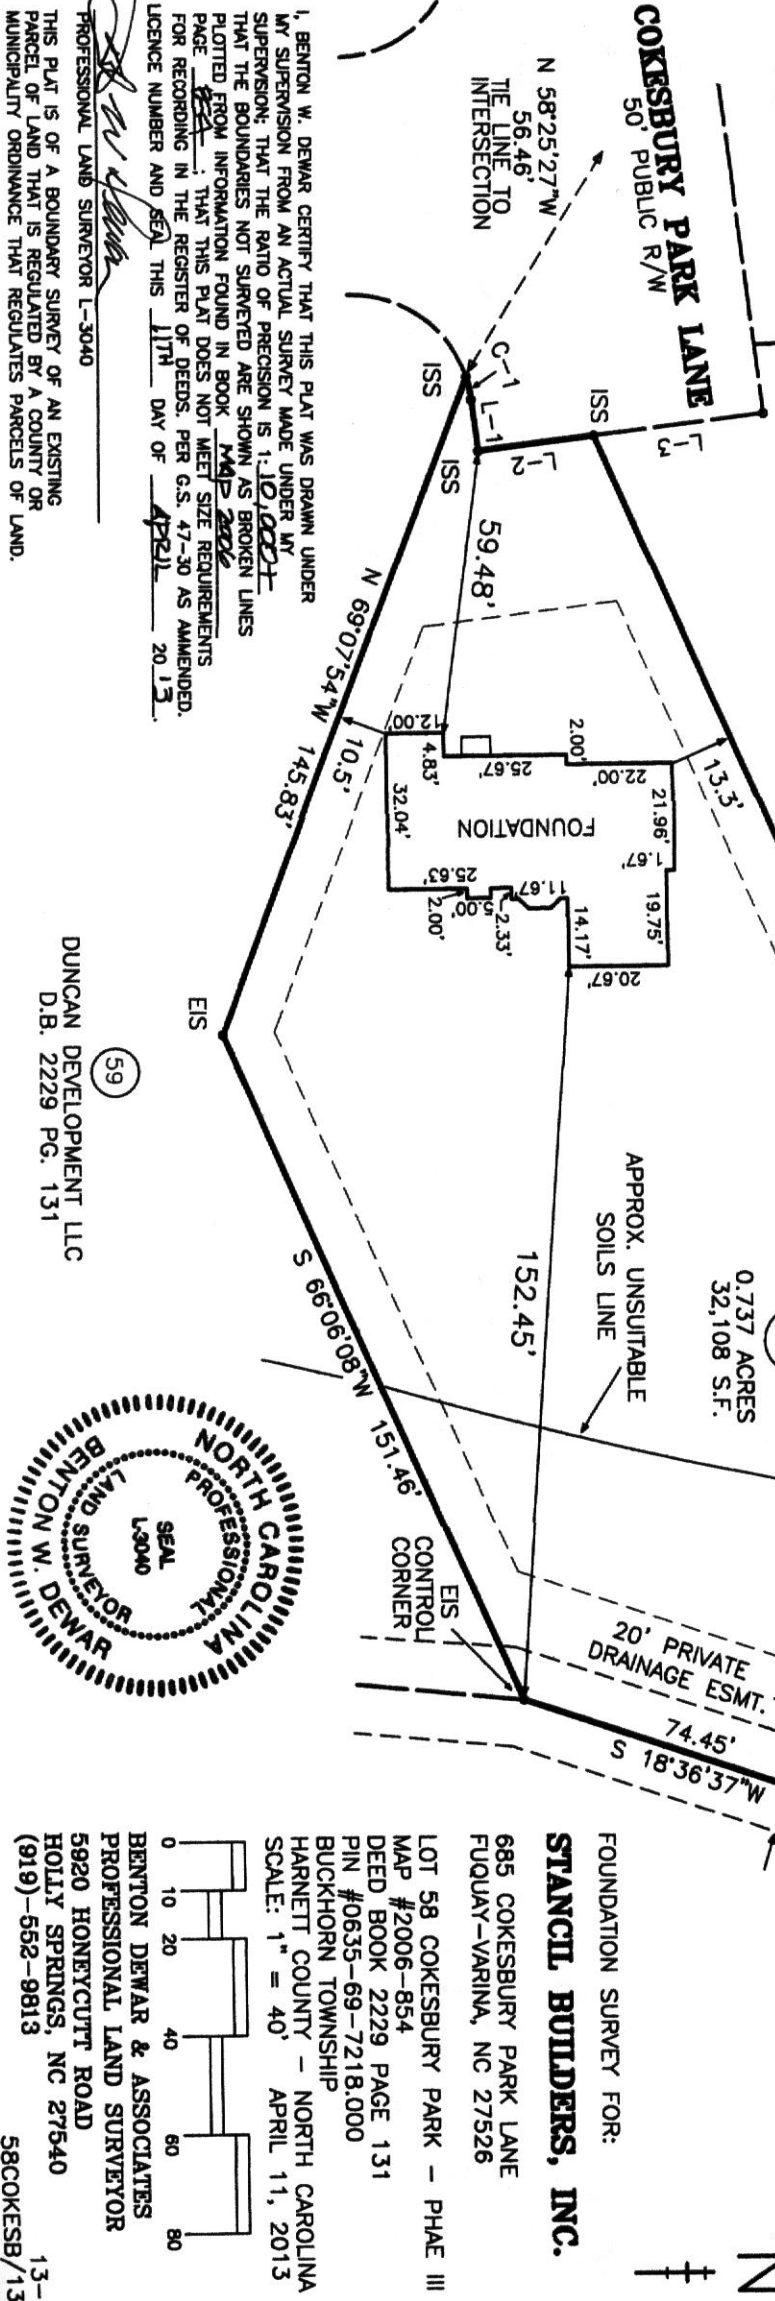 COKESBURY PARK LANE
50' PUBLIC R/W
N 58°25'27"W
56.46'
TIE LINE TO
INTERSECTION
C-1
L-1
L-2
L-3
ISS
ISS
ISS
59.48'
N 69°07'54"W 145.83'
10.5'
13.3'
12.00'
4.83'
25.67'
2.00'
22.00'
21.96'
1.67'
19.75'
20.67'
14.17'
11.67'
2.33'
5.00'
2.00'
25.63'
32.04'
FOUNDATION
152.45'
0.737 ACRES
32,108 S.F.
APPROX. UNSUITABLE
SOILS LINE
EIS
S 66°06'08"W 151.46'
EIS
CONTROL
CORNER
20' PRIVATE
DRAINAGE ESMT.
74.45'
S 18°36'37"W
59
DUNCAN DEVELOPMENT LLC
D.B. 2229 PG. 131
I, BENTON W. DEWAR CERTIFY THAT THIS PLAT WAS DRAWN UNDER
MY SUPERVISION FROM AN ACTUAL SURVEY MADE UNDER MY
SUPERVISION; THAT THE RATIO OF PRECISION IS 1:10,000+
THAT THE BOUNDARIES NOT SURVEYED ARE SHOWN AS BROKEN LINES
PLOTTED FROM INFORMATION FOUND IN BOOK MAP 2006
PAGE 854; THAT THIS PLAT DOES NOT MEET SIZE REQUIREMENTS
FOR RECORDING IN THE REGISTER OF DEEDS. PER G.S. 47-30 AS AMMENDED.
LICENCE NUMBER AND SEAL THIS 11TH DAY OF APRIL 2013.
PROFESSIONAL LAND SURVEYOR L-3040
THIS PLAT IS OF A BOUNDARY SURVEY OF AN EXISTING
PARCEL OF LAND THAT IS REGULATED BY A COUNTY OR
MUNICIPALITY ORDINANCE THAT REGULATES PARCELS OF LAND.
NORTH CAROLINA
PROFESSIONAL
SEAL
L-3040
LAND SURVEYOR
BENTON W. DEWAR
N
FOUNDATION SURVEY FOR:
STANCIL BUILDERS, INC.
685 COKESBURY PARK LANE
FUQUAY-VARINA, NC 27526
LOT 58 COKESBURY PARK - PHAE III
MAP #2006-854
DEED BOOK 2229 PAGE 131
PIN #0635-69-7218.000
BUCKHORN TOWNSHIP
HARNETT COUNTY - NORTH CAROLINA
SCALE: 1" = 40' APRIL 11, 2013
0 10 20 40 60 80
BENTON DEWAR & ASSOCIATES
PROFESSIONAL LAND SURVEYOR
5920 HONEYCUTT ROAD
HOLLY SPRINGS, NC 27540
(919)-552-9813
13-
58COKESB/13